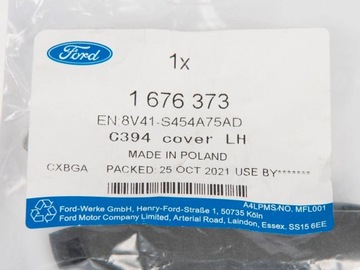 Ford
1x
1 676 373
EN 8V41-S454A75AD
C394 cover LH
MADE IN POLAND
CXBGA PACKED: 25 OCT 2021 USE BY*******
A4LPMS-NO. MFL001
Ford-Werke GmbH, Henry-Ford-Straße 1, 50735 Köln
Ford Motor Company Limited, Arterial Road, Laindon, Essex. SS15 6EE